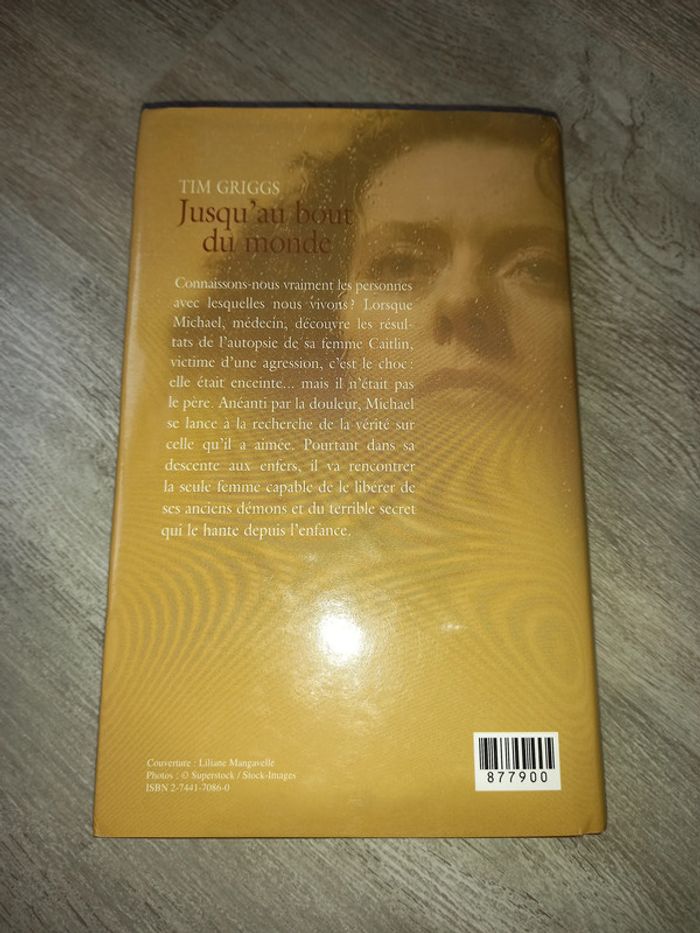 TIM GRIGGS
Jusqu'au bout
du monde
Connaissons-nous vraiment les personnes
avec lesquelles nous vivons ? Lorsque
Michael, médecin, découvre les résul-
tats de l'autopsie de sa femme Caitlin,
victime d'une agression, c'est le choc :
elle était enceinte... mais il n'était pas
le père. Anéanti par la douleur, Michael
se lance à la recherche de la vérité sur
celle qu'il a aimée. Pourtant dans sa
descente aux enfers, il va rencontrer
la seule femme capable de le libérer de
ses anciens démons et du terrible secret
qui le hante depuis l'enfance.
Couverture : Liliane Mangavelle
Photos : © Superstock / Stock-Images
ISBN 2-7441-7086-0
877900